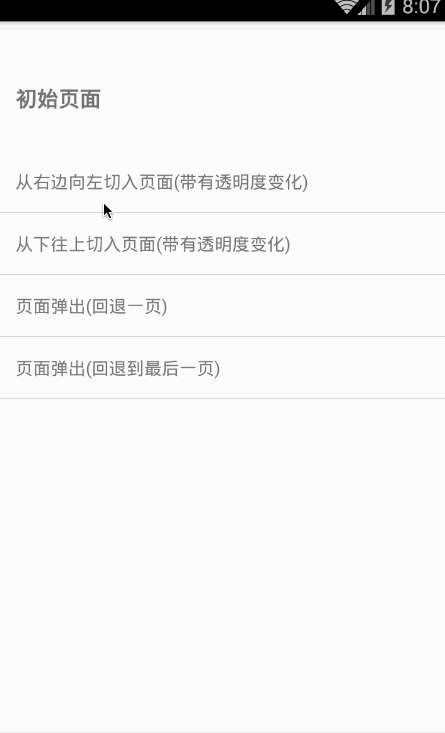 8:07
初始页面
从右边向左切入页面(带有透明度变化)
从下往上切入页面(带有透明度变化)
页面弹出(回退一页)
页面弹出(回退到最后一页)